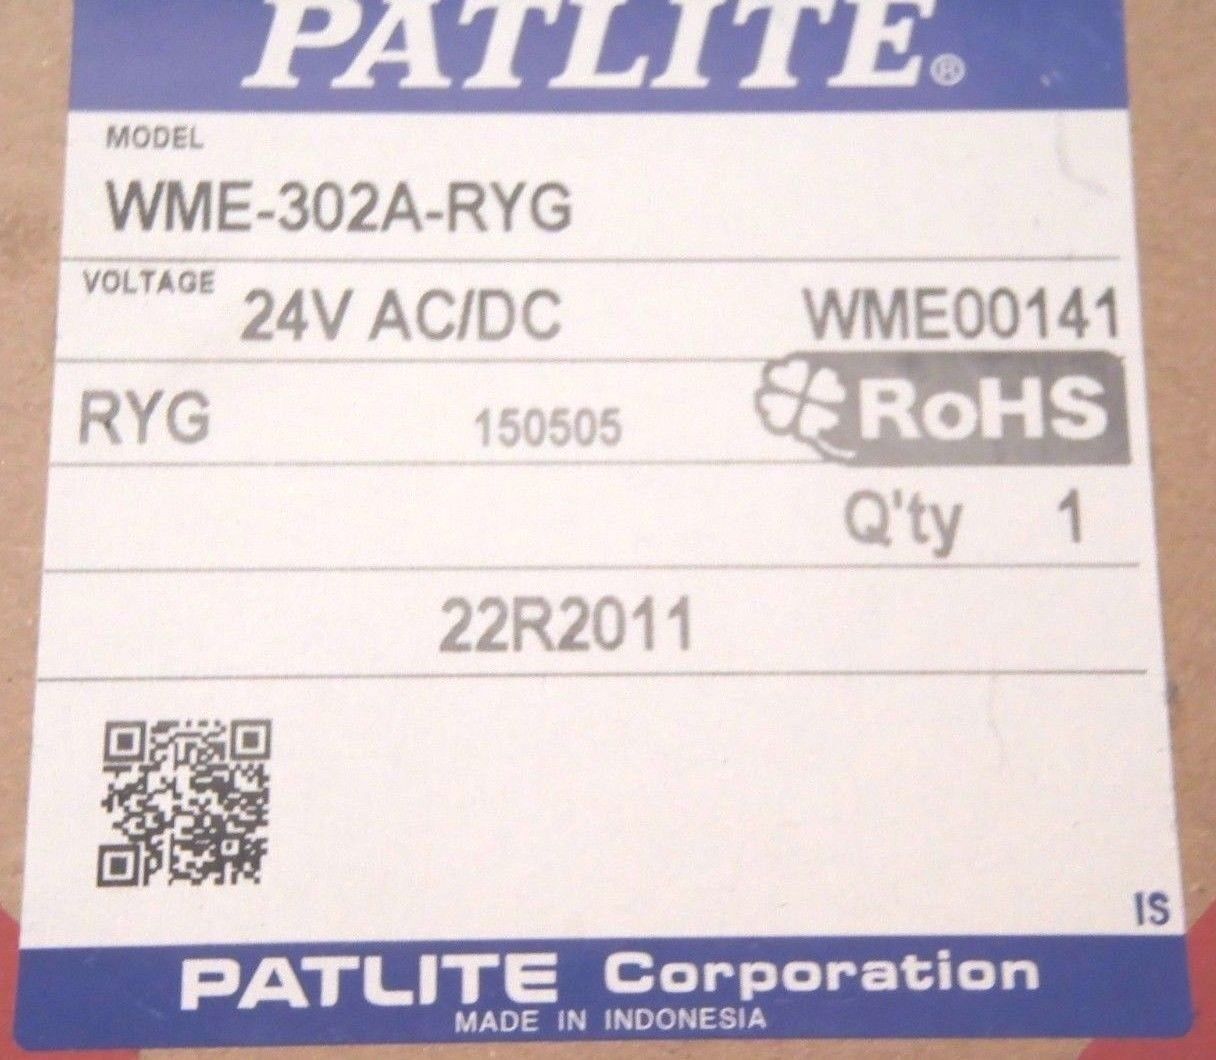 PATLITE®
MODEL
WME-302A-RYG
VOLTAGE 24V AC/DC WME00141
RYG 150505 RoHS
Q'ty 1
22R2011
IS
PATLITE Corporation
MADE IN INDONESIA